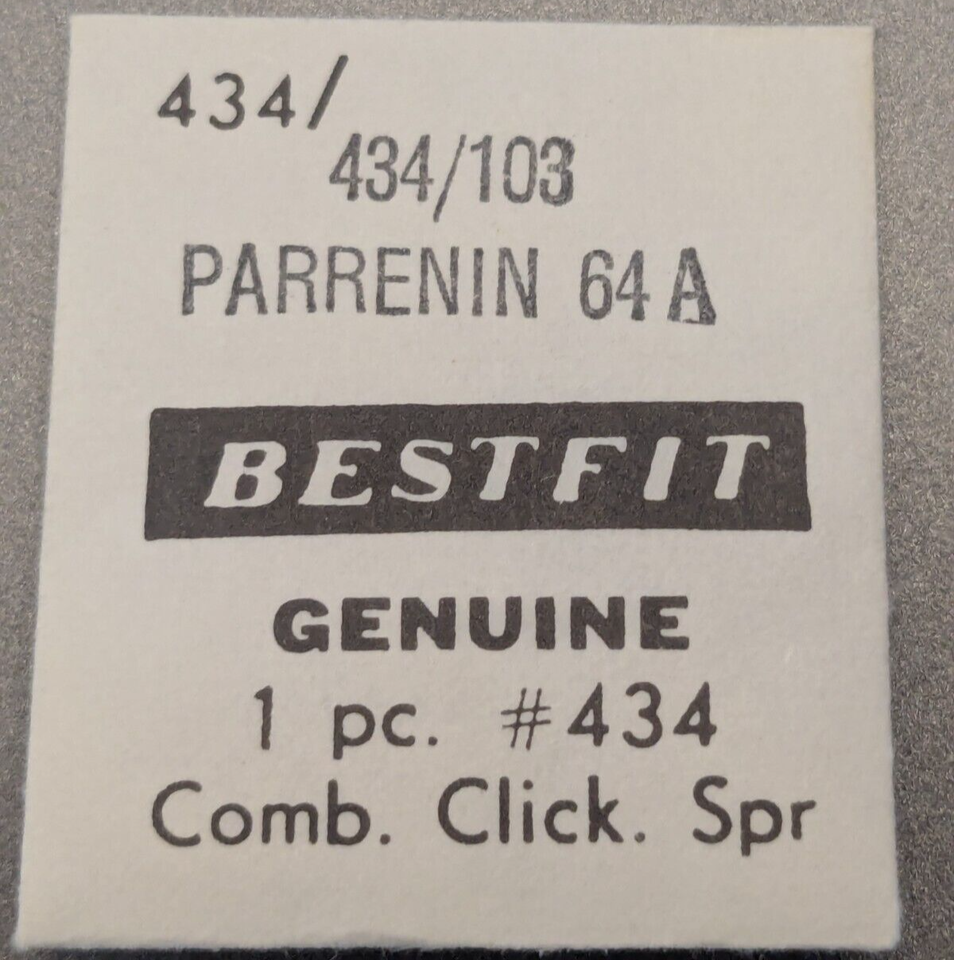 434/
434/103
PARRENIN 64 A
BESTFIT
GENUINE
1 pc. #434
Comb. Click. Spr